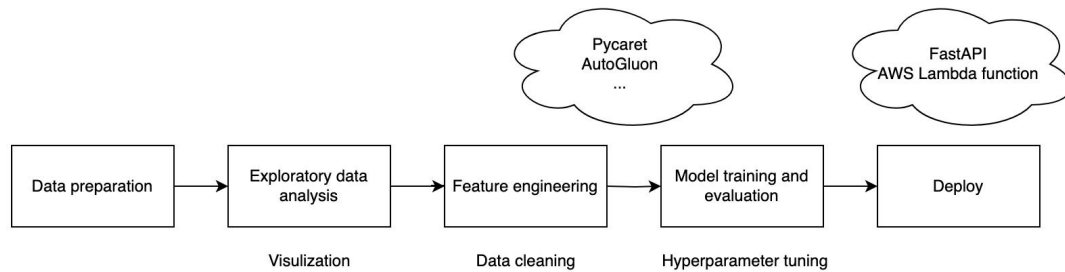 Pycaret
AutoGluon
...
FastAPI
AWS Lambda function
Data preparation
Exploratory data
analysis
Feature engineering
Model training and
evaluation
Deploy
Visulization
Data cleaning
Hyperparameter tuning